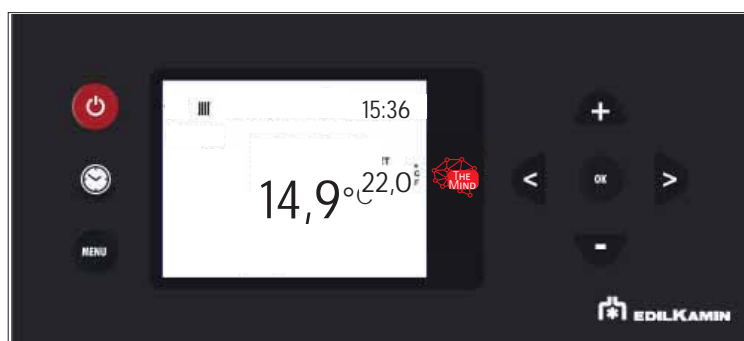 15:36
22,0
14,9°C
THE
MIND
<
OK
>
MENU
+
-
EDILKAMIN